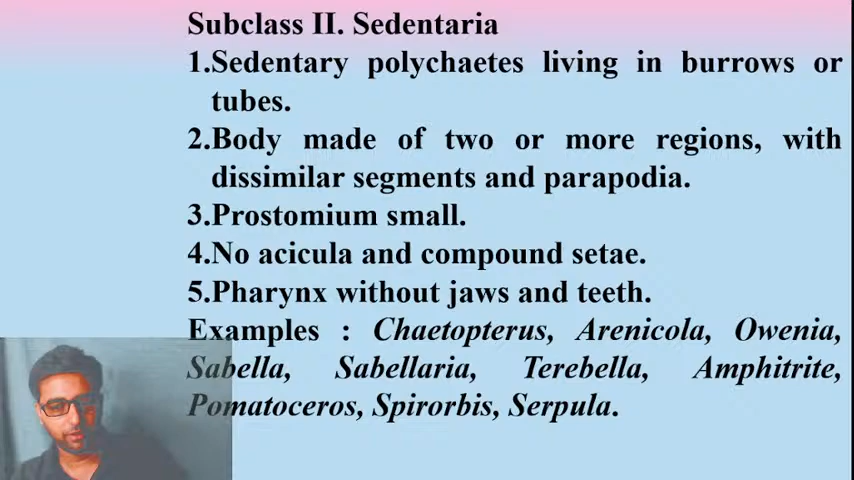 Subclass II. Sedentaria
1.Sedentary polychaetes living in burrows or
tubes.
2.Body made of two or more regions, with
dissimilar segments and parapodia.
3.Prostomium small.
4.No acicula and compound setae.
5.Pharynx without jaws and teeth.
Examples : Chaetopterus, Arenicola, Owenia,
Sabella, Sabellaria, Terebella, Amphitrite,
Pomatoceros, Spirorbis, Serpula.